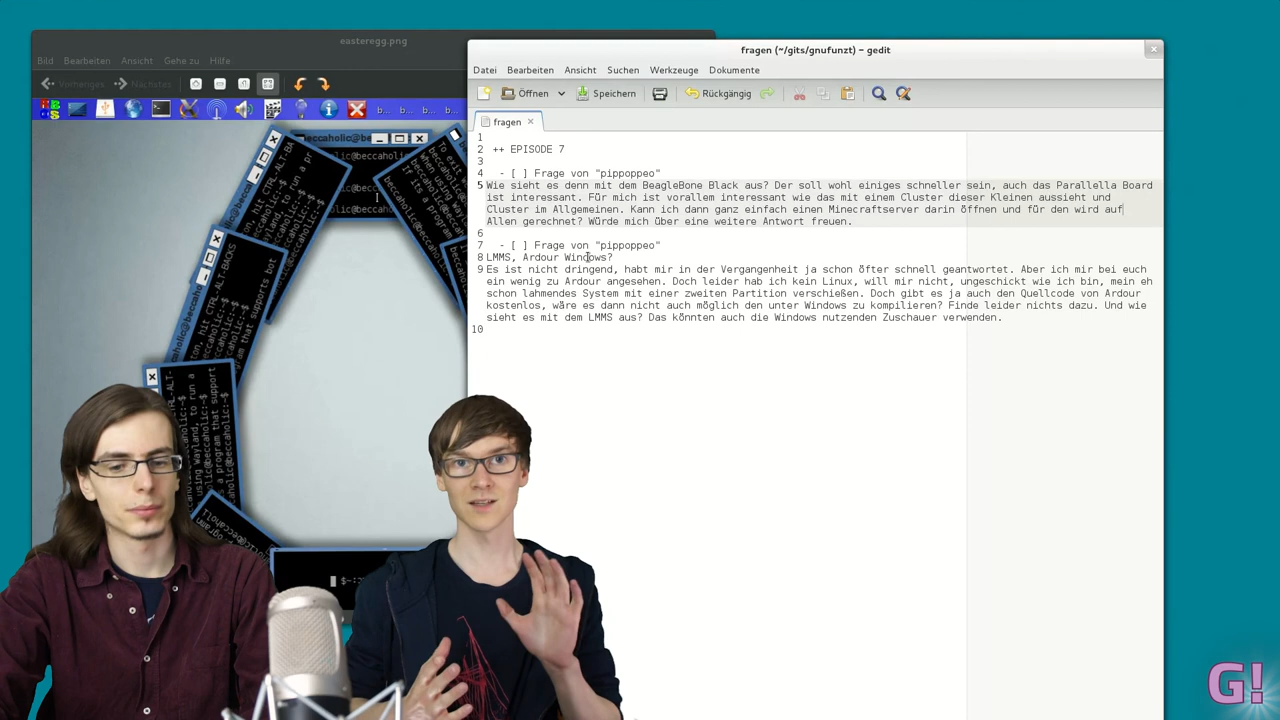 easteregg.png
Bild Bearbeiten Ansicht Gehe zu Hilfe
Vorheriges Nächstes
fragen (~/gits/gnufunzt) - gedit
Datei Bearbeiten Ansicht Suchen Werkzeuge Dokumente
Öffnen Speichern Rückgängig
fragen
1
2 ++ EPISODE 7
3
4 - [ ] Frage von "pippoppeo"
5 Wie sieht es denn mit dem BeagleBone Black aus? Der soll wohl einiges schneller sein, auch das Parallella Board
ist interessant. Für mich ist vorallem interessant wie das mit einem Cluster dieser Kleinen aussieht und
Cluster im Allgemeinen. Kann ich dann ganz einfach einen Minecraftserver darin öffnen und für den wird auf
Allen gerechnet? Würde mich über eine weitere Antwort freuen.
6
7 - [ ] Frage von "pippoppeo"
8 LMMS, Ardour Windows?
9 Es ist nicht dringend, habt mir in der Vergangenheit ja schon öfter schnell geantwortet. Aber ich mir bei euch
ein wenig zu Ardour angesehen. Doch leider hab ich kein Linux, will mir nicht, ungeschickt wie ich bin, mein eh
schon lahmendes System mit einer zweiten Partition verschießen. Doch gibt es ja auch den Quellcode von Ardour
kostenlos, wäre es dann nicht auch möglich den unter Windows zu kompilieren? Finde leider nichts dazu. Und wie
sieht es mit dem LMMS aus? Das könnten auch die Windows nutzenden Zuschauer verwenden.
10
G!